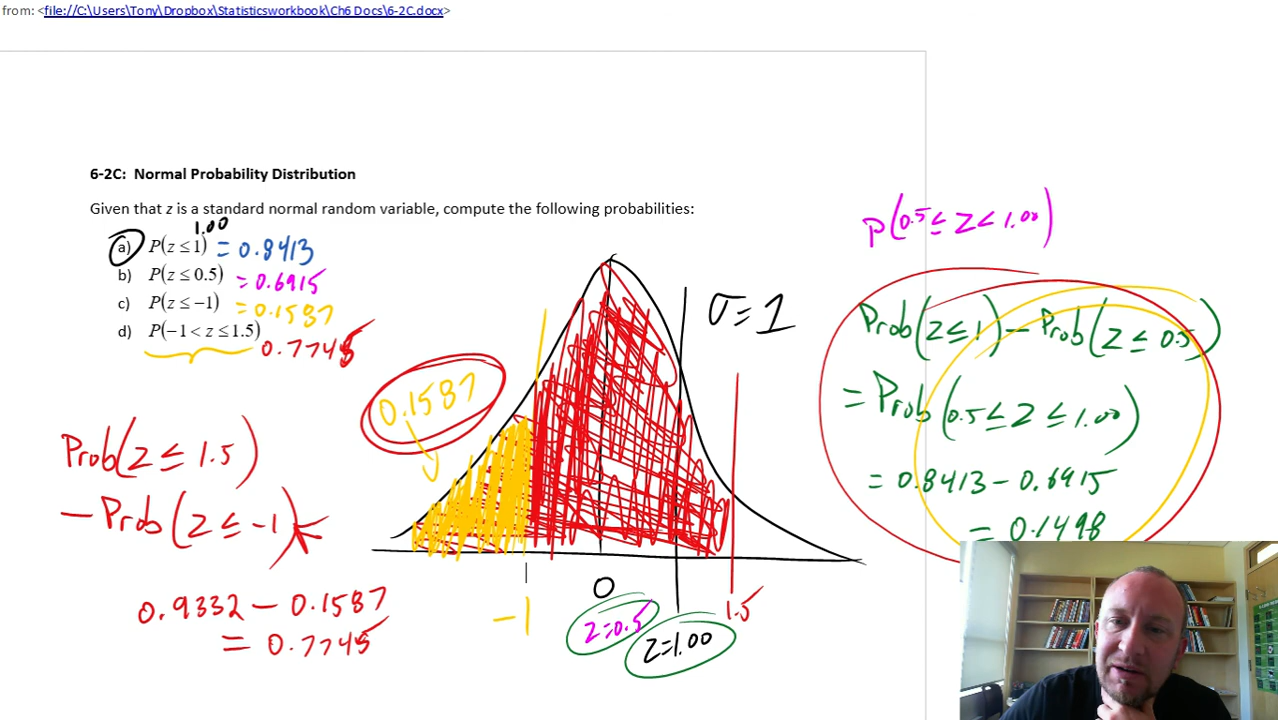 from: <file://C:\Users\Tony\Dropbox\Statisticsworkbook\Ch6 Docs\6-2C.docx>
6-2C: Normal Probability Distribution
Given that z is a standard normal random variable, compute the following probabilities:
1.00
a) P(z ≤ 1) = 0.8413
b) P(z ≤ 0.5) = 0.6915
c) P(z ≤ −1) = 0.1587
d) P(−1 < z ≤ 1.5) 0.7745
P(0.5 ≤ Z ≤ 1.00)
σ = 1
Prob(Z ≤ 1) − Prob(Z ≤ 0.5)
= Prob(0.5 ≤ Z ≤ 1.00)
= 0.8413 − 0.6915
= 0.1498
0.1587
Prob(Z ≤ 1.5)
− Prob(Z ≤ −1)
0.9332 − 0.1587
= 0.7745
−1
0
1.5
Z=0.5
Z=1.00